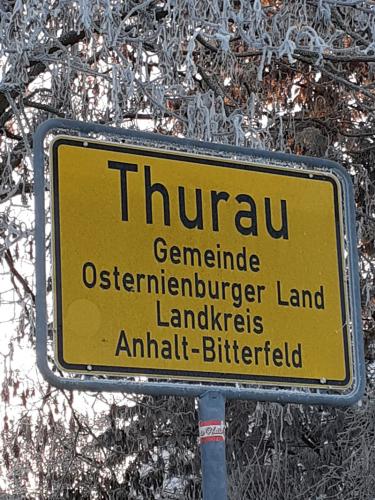 Thurau
Gemeinde
Osternienburger Land
Landkreis
Anhalt-Bitterfeld